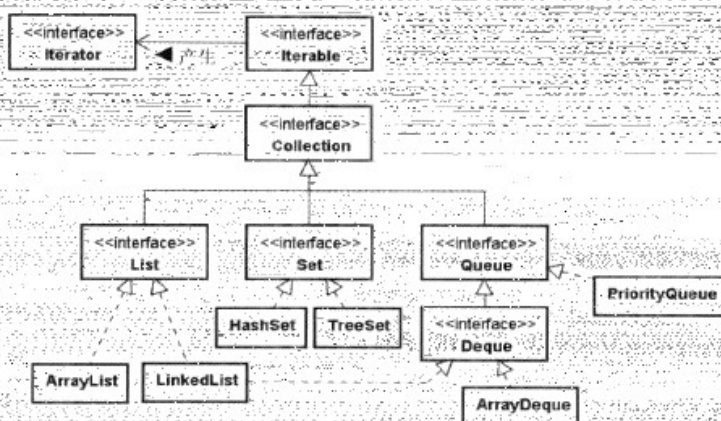 <<interface>>
Iterator
<<interface>>
Iterable
◀ 产生
<<interface>>
Collection
<<interface>>
List
<<interface>>
Set
<<interface>>
Queue
PriorityQueue
HashSet
TreeSet
<<interface>>
Deque
ArrayList
LinkedList
ArrayDeque